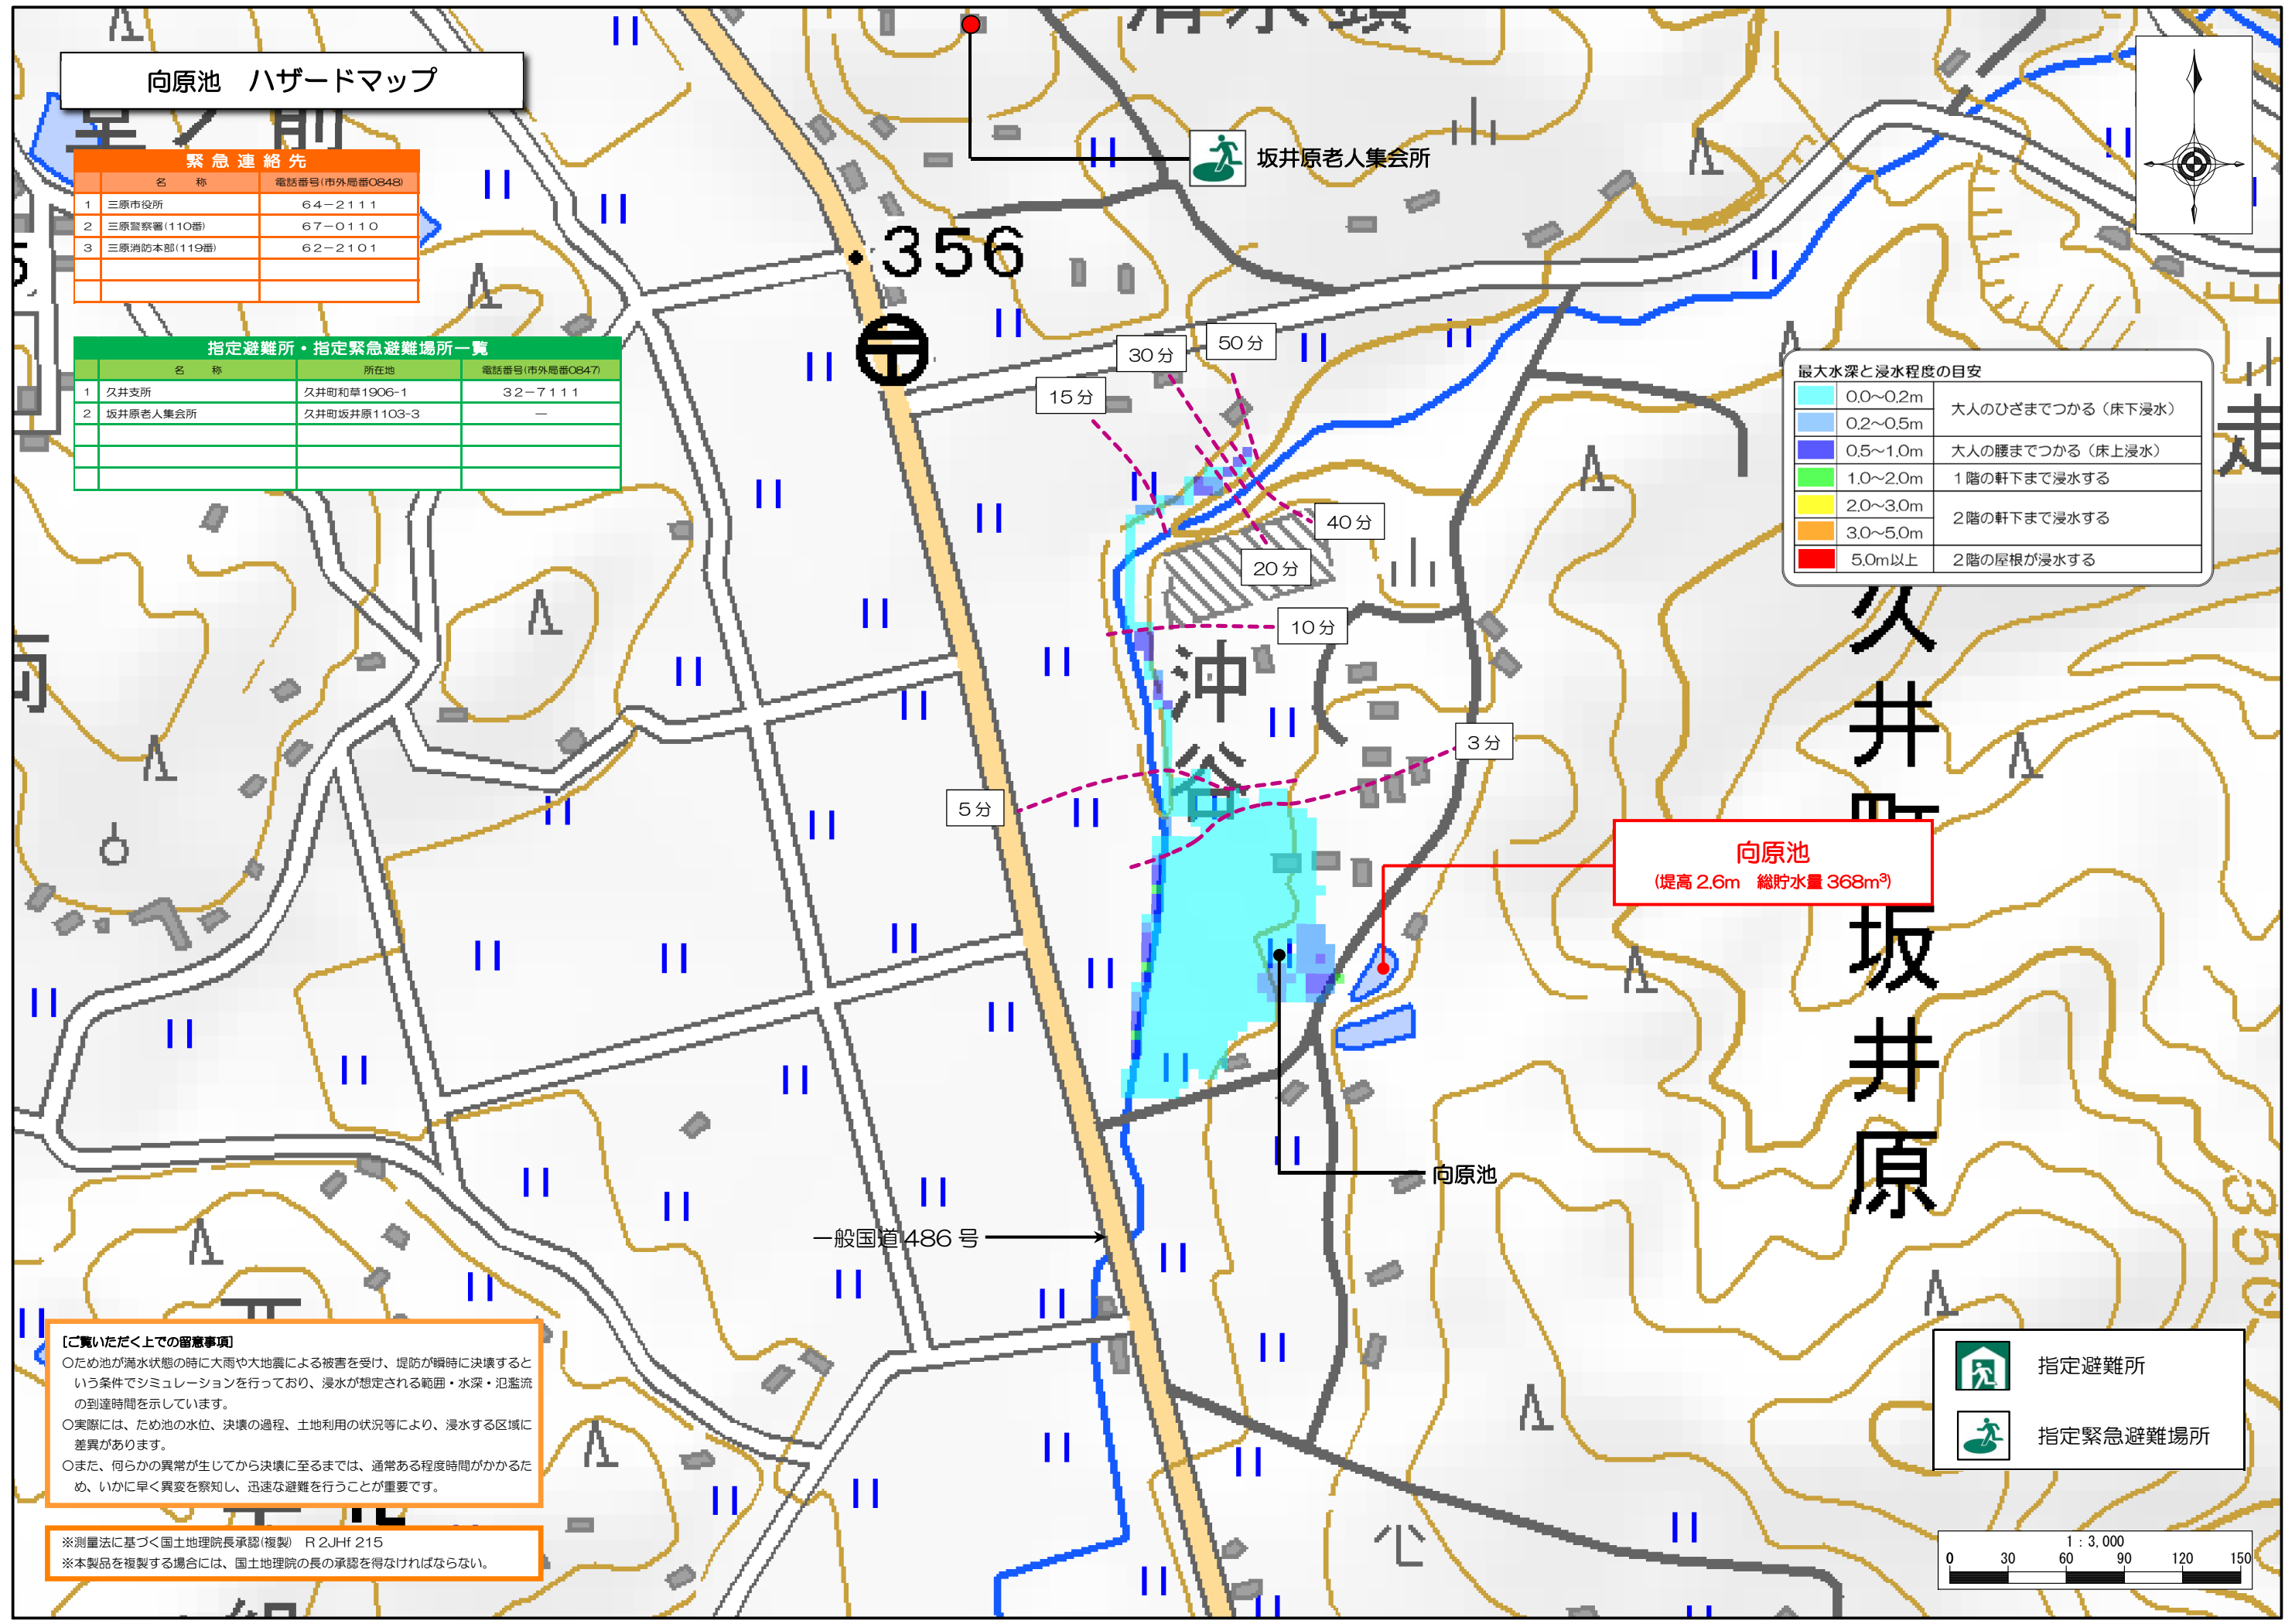 向原池　ハザードマップ
緊急連絡先
名　称　電話番号(市外局番0848)
1　三原市役所　64－2111
2　三原警察署(110番)　67－0110
3　三原消防本部(119番)　62－2101
指定避難所・指定緊急避難場所一覧
名　称　所在地　電話番号(市外局番0847)
1　久井支所　久井町和草1906-1　32－7111
2　坂井原老人集会所　久井町坂井原1103-3　―
坂井原老人集会所
356
50分
30分
15分
40分
20分
10分
3分
5分
沖谷
最大水深と浸水程度の目安
0.0～0.2m　大人のひざまでつかる（床下浸水）
0.2～0.5m
0.5～1.0m　大人の腰までつかる（床上浸水）
1.0～2.0m　1階の軒下まで浸水する
2.0～3.0m　2階の軒下まで浸水する
3.0～5.0m
5.0m以上　2階の屋根が浸水する
走
久井町坂井原
向原池
(堤高 2.6m　総貯水量 368m³)
向原池
一般国道 486 号
350
[ご覧いただく上での留意事項]
○ため池が満水状態の時に大雨や大地震による被害を受け、堤防が瞬時に決壊すると
いう条件でシミュレーションを行っており、浸水が想定される範囲・水深・氾濫流
の到達時間を示しています。
○実際には、ため池の水位、決壊の過程、土地利用の状況等により、浸水する区域に
差異があります。
○また、何らかの異常が生じてから決壊に至るまでは、通常ある程度時間がかかるた
め、いかに早く異変を察知し、迅速な避難を行うことが重要です。
※測量法に基づく国土地理院長承認(複製)　R 2JHf 215
※本製品を複製する場合には、国土地理院の長の承認を得なければならない。
指定避難所
指定緊急避難場所
1：3,000
0　30　60　90　120　150